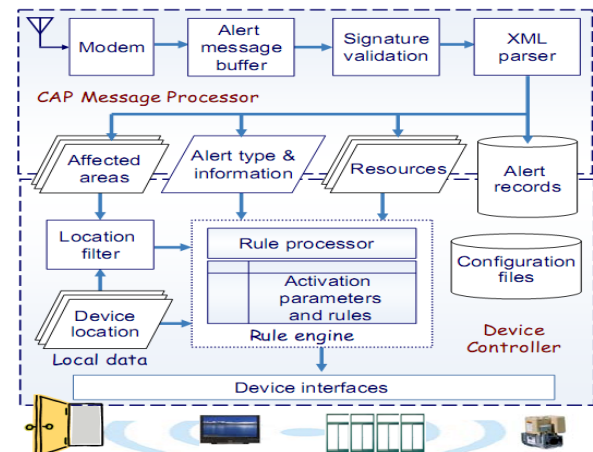 Modem
Alert
message
buffer
Signature
validation
XML
parser
CAP Message Processor
Affected
areas
Alert type &
information
Resources
Alert
records
Location
filter
Rule processor
Activation
parameters
and rules
Rule engine
Configuration
files
Device
location
Local data
Device
Controller
Device interfaces